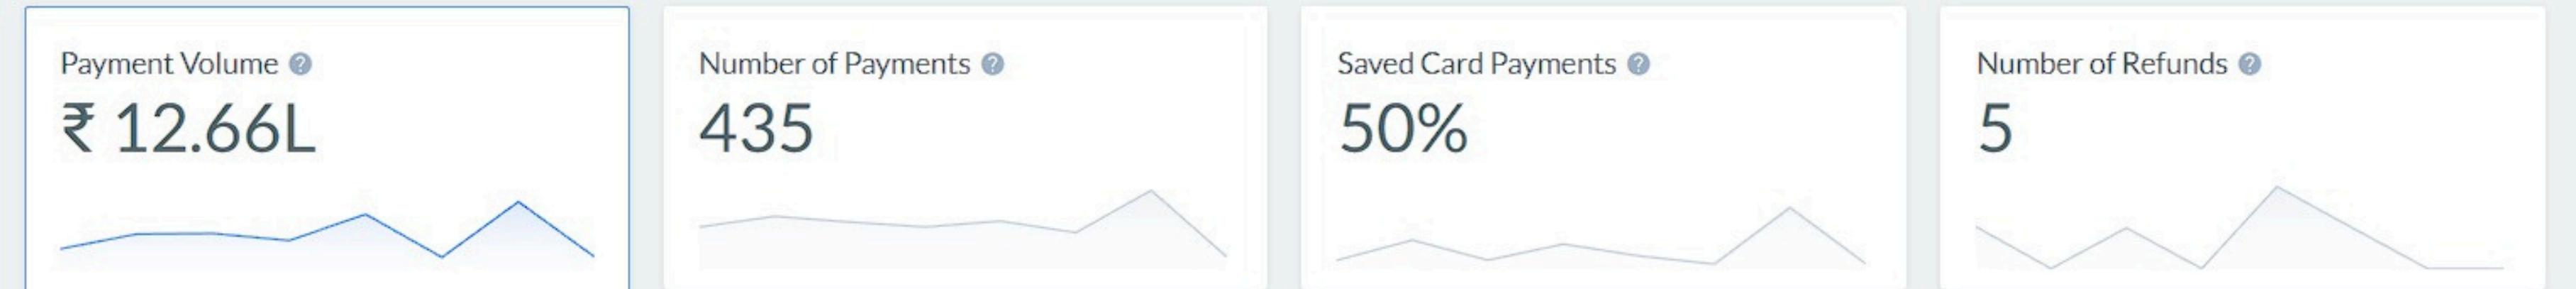 Payment Volume ?
₹ 12.66L
Number of Payments ?
435
Saved Card Payments ?
50%
Number of Refunds ?
5